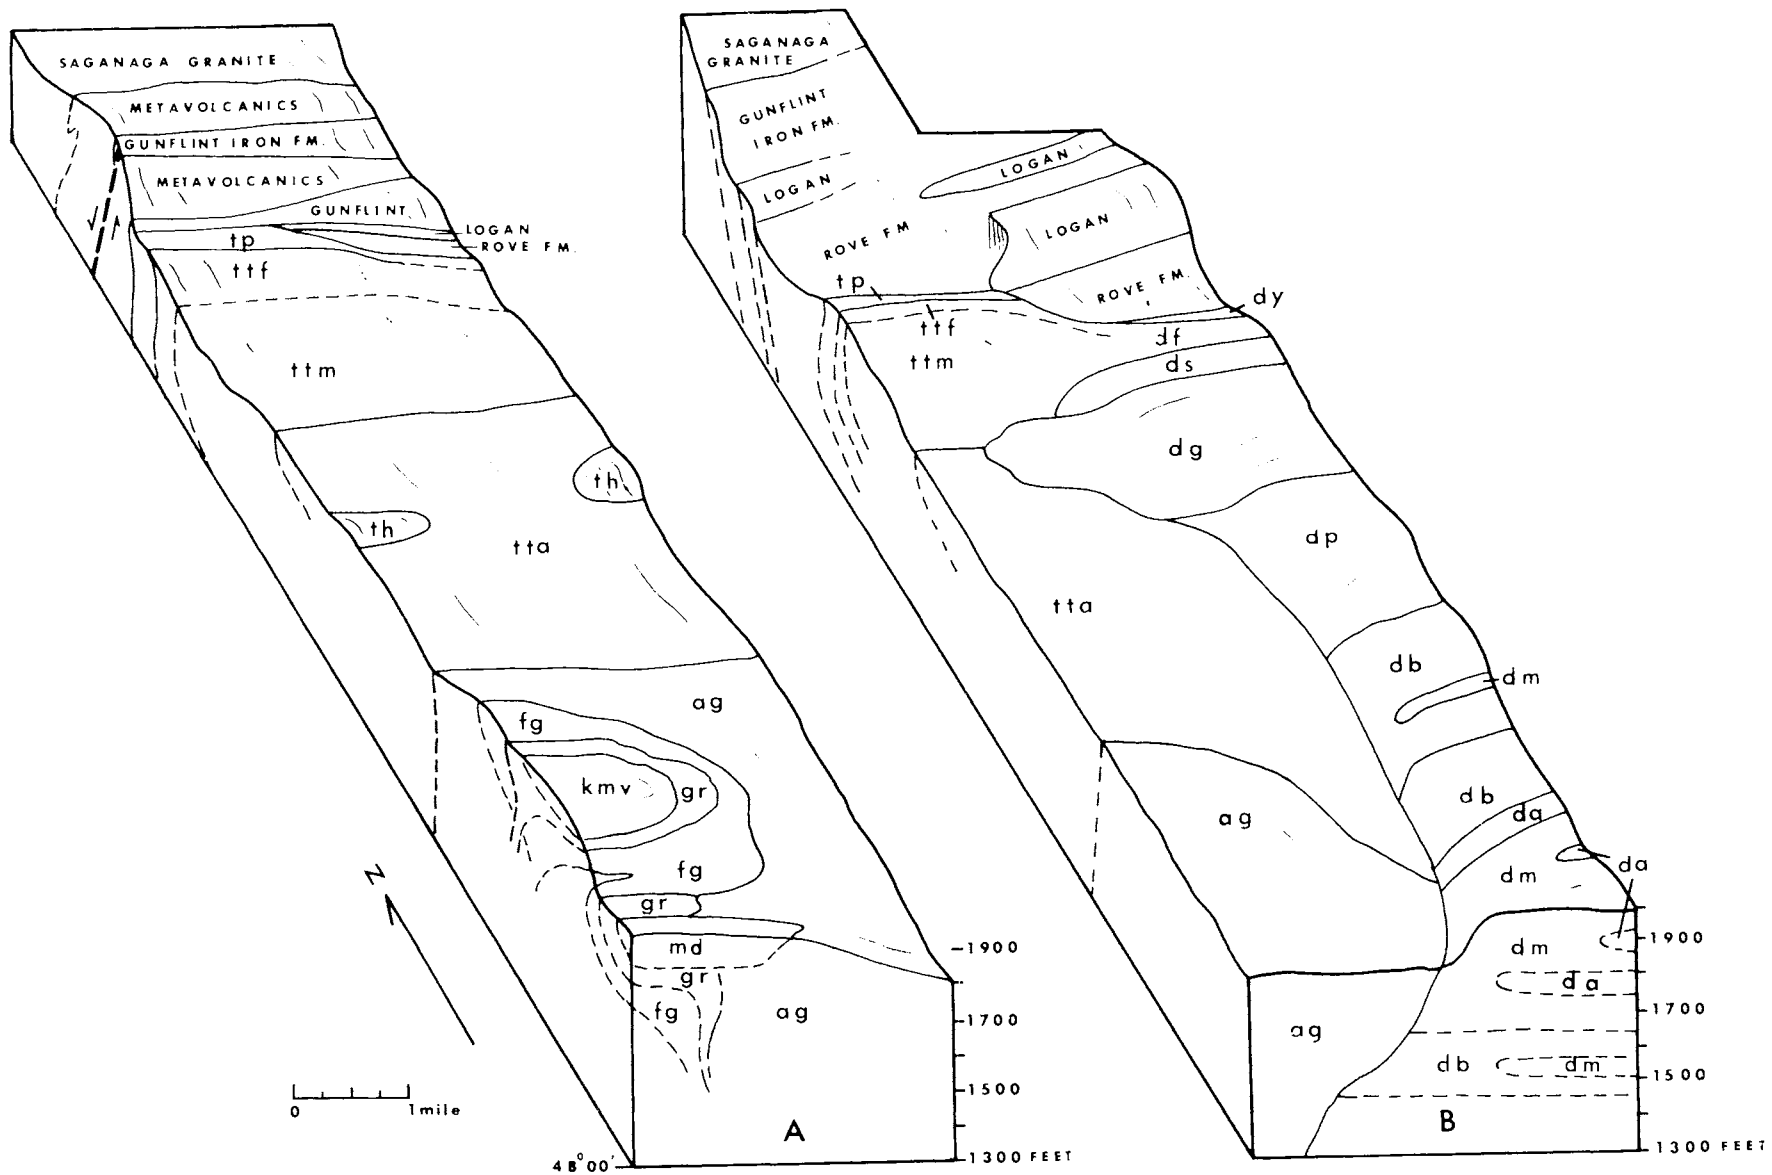 SAGANAGA GRANITE
METAVOLCANICS
GUNFLINT IRON FM.
METAVOLCANICS
GUNFLINT
LOGAN
ROVE FM.
tp
ttf
ttm
th
th
tta
ag
fg
kmv
gr
fg
gr
md
gr
fg
ag
N
0
1mile
A
48°00'
1900
1700
1500
1300 FEET
SAGANAGA
GRANITE
GUNFLINT
IRON FM.
LOGAN
LOGAN
LOGAN
ROVE FM
ROVE FM.
tp
ttf
ttm
dy
df
ds
dg
dp
tta
db
dm
db
da
ag
da
dm
dm
da
ag
db
dm
B
1900
1700
1500
1300 FEET